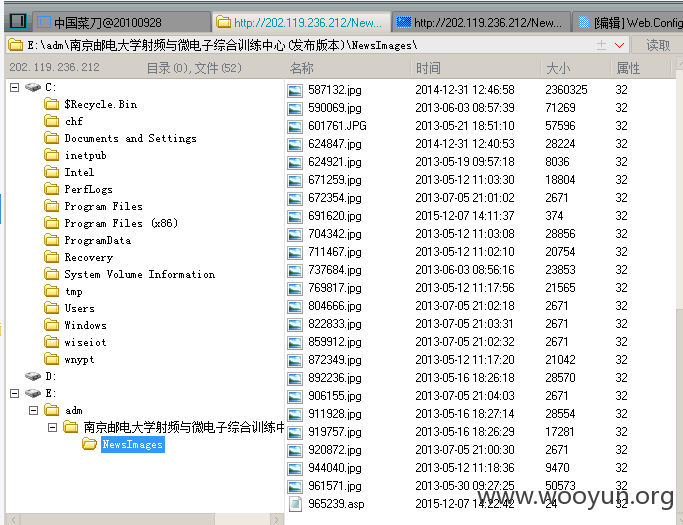 中国菜刀@20100928 http://202.119.236.212/New... http://202.119.236.212/New... [编辑] Web.Config
E:\adm\南京邮电大学射频与微电子综合训练中心(发布版本)\NewsImages\ 读取
202.119.236.212 目录(0),文件(52) 名称 时间 大小 属性
C:
$Recycle.Bin
chf
Documents and Settings
inetpub
Intel
PerfLogs
Program Files
Program Files (x86)
ProgramData
Recovery
System Volume Information
tmp
Users
Windows
wiseiot
wnypt
D:
E:
adm
南京邮电大学射频与微电子综合训练中
NewsImages
587132.jpg 2014-12-31 12:46:58 2360325 32
590069.jpg 2013-06-03 08:57:39 71269 32
601761.JPG 2013-05-21 18:51:10 57596 32
624847.jpg 2014-12-31 12:40:53 28224 32
624921.jpg 2013-05-19 09:57:18 8036 32
671259.jpg 2013-05-12 11:03:30 18804 32
672354.jpg 2013-07-05 21:01:02 2671 32
691620.jpg 2015-12-07 14:11:37 374 32
704342.jpg 2013-05-12 11:03:08 28856 32
711467.jpg 2013-05-12 11:02:10 20754 32
737684.jpg 2013-06-03 08:56:16 23853 32
769817.jpg 2013-05-12 11:17:56 21565 32
804666.jpg 2013-07-05 21:02:18 2671 32
822833.jpg 2013-07-05 21:03:31 2671 32
859912.jpg 2013-07-05 21:02:32 2671 32
872349.jpg 2013-05-12 11:17:20 21042 32
892236.jpg 2013-05-16 18:26:18 28570 32
906155.jpg 2013-07-05 21:04:03 2671 32
911928.jpg 2013-05-16 18:27:14 28554 32
919757.jpg 2013-05-16 18:26:29 17281 32
920872.jpg 2013-07-05 21:00:30 2671 32
944040.jpg 2013-05-12 11:18:36 9470 32
961571.jpg 2013-05-30 09:27:25 50573 32
965239.asp 2015-12-07 14:22:42 24 32
www.wooyun.org